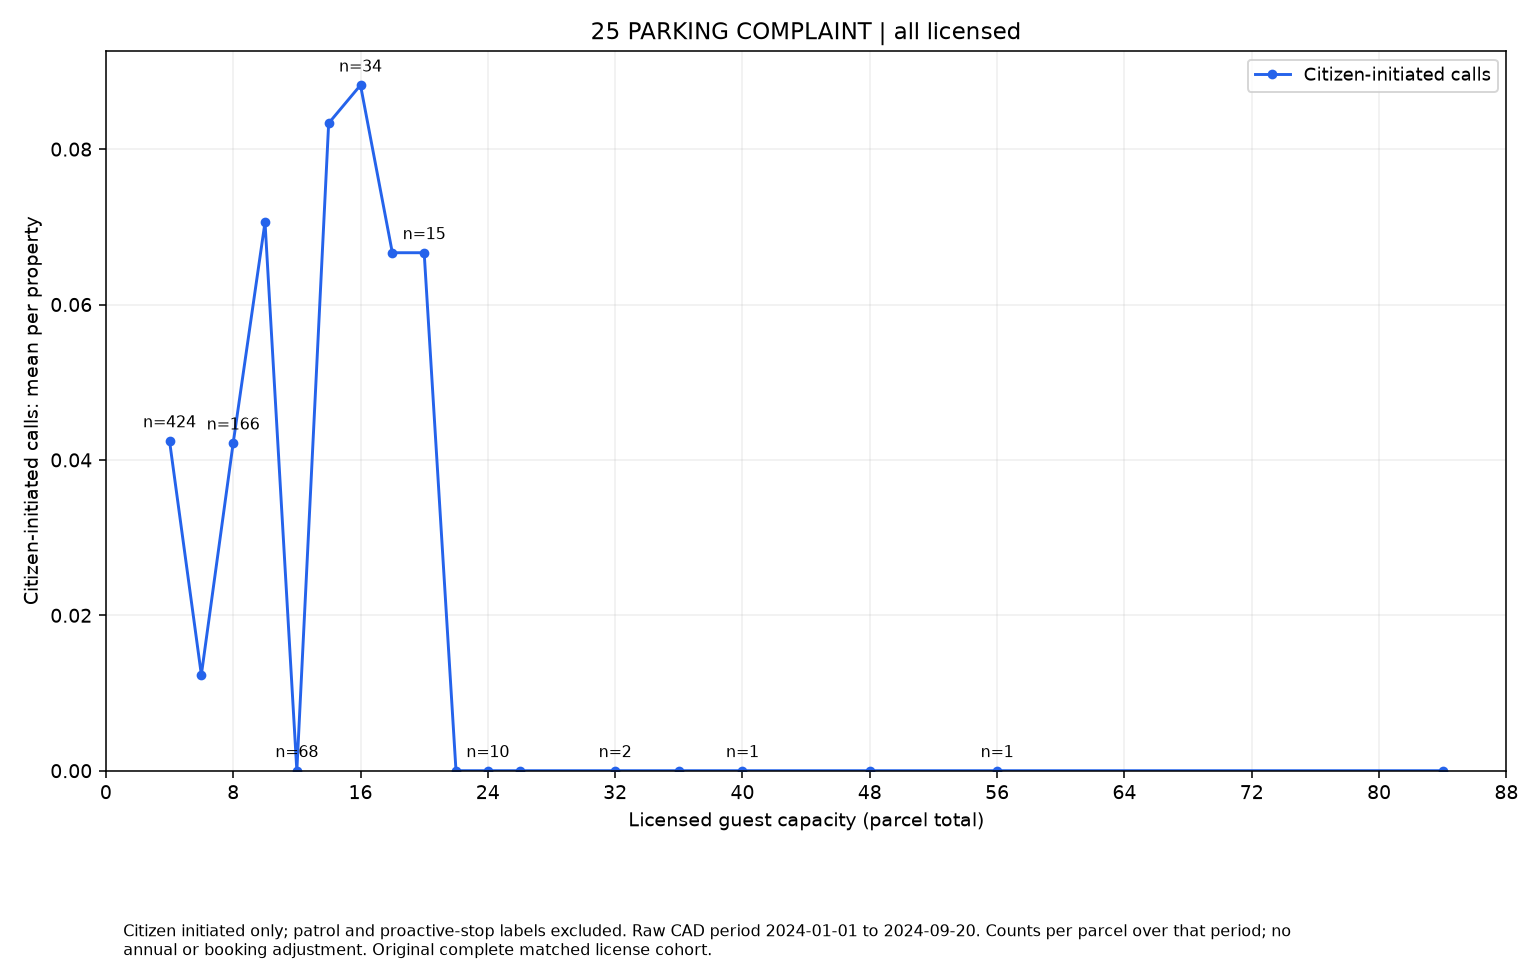 25 PARKING COMPLAINT | all licensed
Citizen-initiated calls
n=34
n=15
n=424
n=166
n=68
n=10
n=2
n=1
n=1
0.08
0.06
0.04
0.02
0.00
Citizen-initiated calls: mean per property
0 8 16 24 32 40 48 56 64 72 80 88
Licensed guest capacity (parcel total)
Citizen initiated only; patrol and proactive-stop labels excluded. Raw CAD period 2024-01-01 to 2024-09-20. Counts per parcel over that period; no
annual or booking adjustment. Original complete matched license cohort.